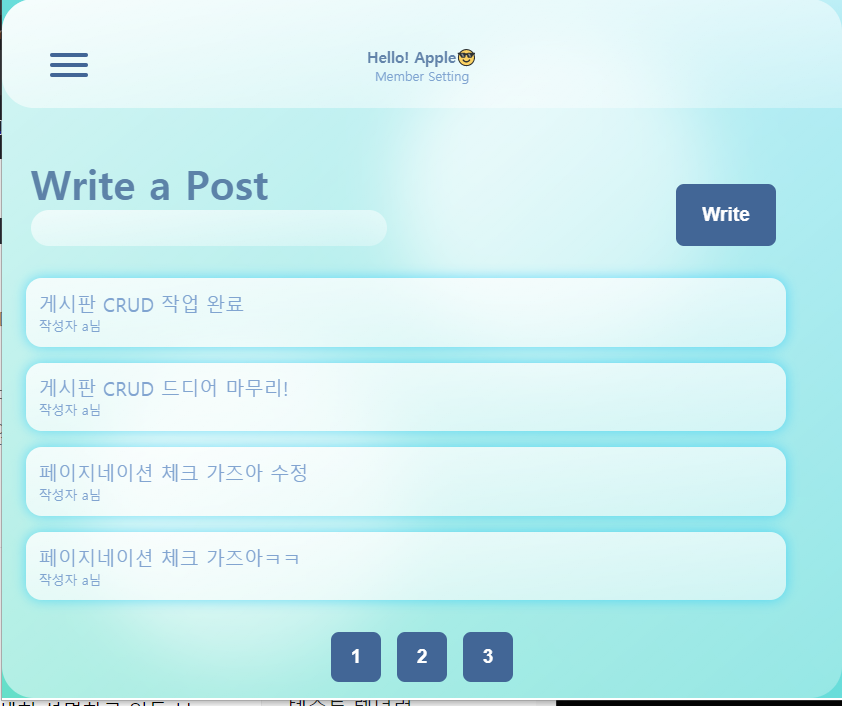 Hello! Apple😎
Member Setting
Write a Post
Write
게시판 CRUD 작업 완료
작성자 a님
게시판 CRUD 드디어 마무리!
작성자 a님
페이지네이션 체크 가즈아 수정
작성자 a님
페이지네이션 체크 가즈아ㅋㅋ
작성자 a님
1 2 3